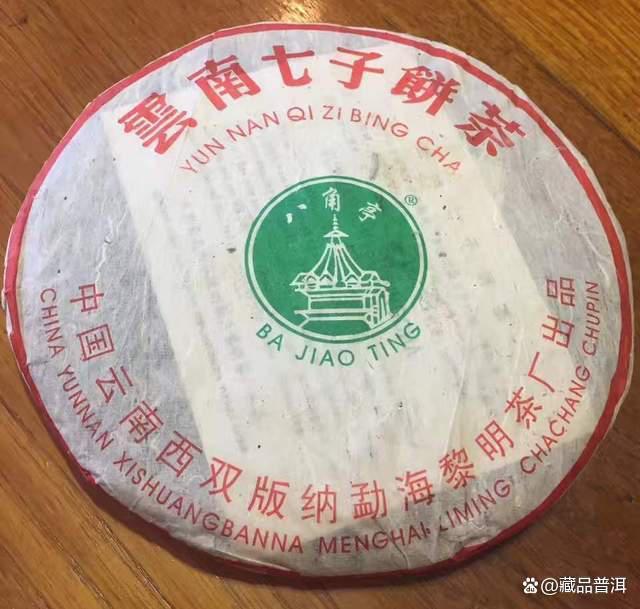 雲南七子餅茶
YUN NAN QI ZI BING CHA
八角亭®
BA JIAO TING
中国云南西双版纳勐海黎明茶厂出品
CHINA YUNNAN XISHUANGBANNA MENGHAI LIMING CHACHANG CHUPIN
@藏品普洱